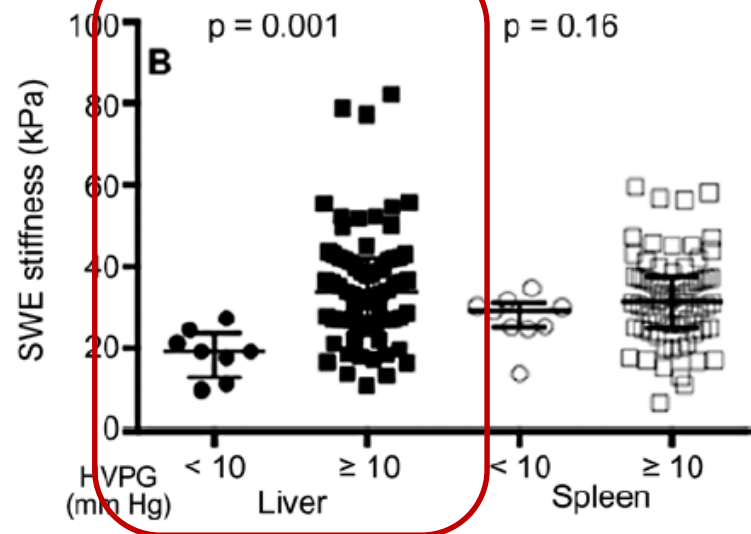 p = 0.001
p = 0.16
B
SWE stiffness (kPa)
100
80
60
40
20
0
HVPG
(mm Hg)
< 10
≥ 10
< 10
≥ 10
Liver
Spleen